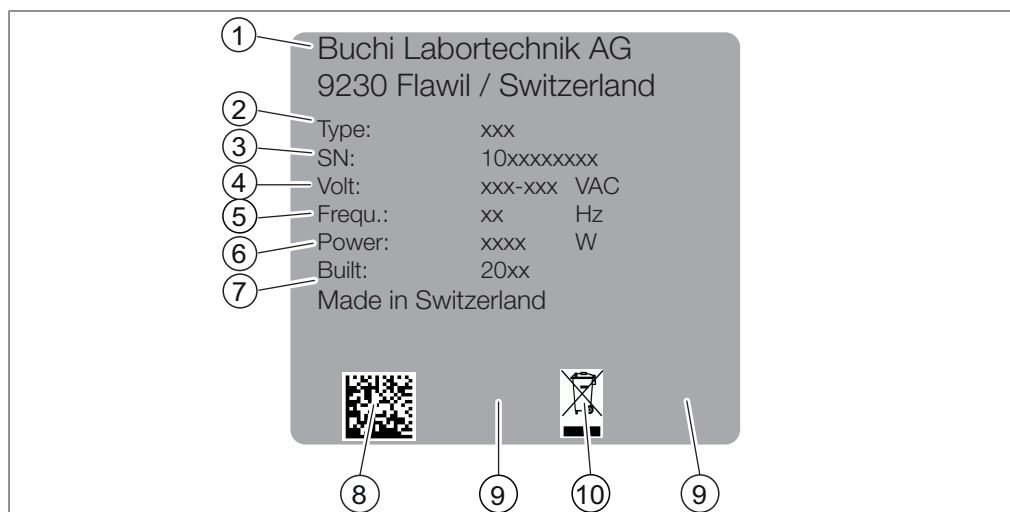 1 Buchi Labortechnik AG
9230 Flawil / Switzerland
2 Type: xxx
3 SN: 10xxxxxxxx
4 Volt: xxx-xxx VAC
5 Frequ.: xx Hz
6 Power: xxxx W
7 Built: 20xx
Made in Switzerland
8 9 10 9